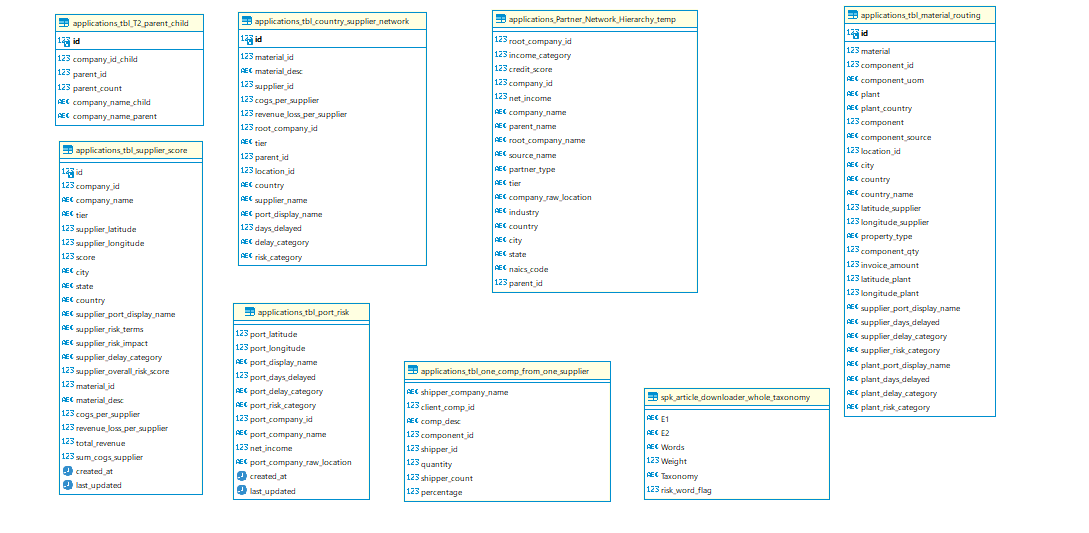 applications_tbl_T2_parent_child
id
company_id_child
parent_id
parent_count
company_name_child
company_name_parent
applications_tbl_supplier_score
id
company_id
company_name
tier
supplier_latitude
supplier_longitude
score
city
state
country
supplier_port_display_name
supplier_risk_terms
supplier_risk_impact
supplier_delay_category
supplier_overall_risk_score
material_id
material_desc
cogs_per_supplier
revenue_loss_per_supplier
total_revenue
sum_cogs_supplier
created_at
last_updated
applications_tbl_country_supplier_network
id
material_id
material_desc
supplier_id
cogs_per_supplier
revenue_loss_per_supplier
root_company_id
tier
parent_id
location_id
country
supplier_name
port_display_name
days_delayed
delay_category
risk_category
applications_tbl_port_risk
port_latitude
port_longitude
port_display_name
port_days_delayed
port_delay_category
port_risk_category
port_company_id
port_company_name
net_income
port_company_raw_location
created_at
last_updated
applications_Partner_Network_Hierarchy_temp
root_company_id
income_category
credit_score
company_id
net_income
company_name
parent_name
root_company_name
source_name
partner_type
tier
company_raw_location
industry
country
city
state
naics_code
parent_id
applications_tbl_one_comp_from_one_supplier
shipper_company_name
client_comp_id
comp_desc
component_id
shipper_id
quantity
shipper_count
percentage
spk_article_downloader_whole_taxonomy
E1
E2
Words
Weight
Taxonomy
risk_word_flag
applications_tbl_material_routing
id
material
component_id
component_uom
plant
plant_country
component
component_source
location_id
city
country
country_name
latitude_supplier
longitude_supplier
property_type
component_qty
invoice_amount
latitude_plant
longitude_plant
supplier_port_display_name
supplier_days_delayed
supplier_delay_category
supplier_risk_category
plant_port_display_name
plant_days_delayed
plant_delay_category
plant_risk_category